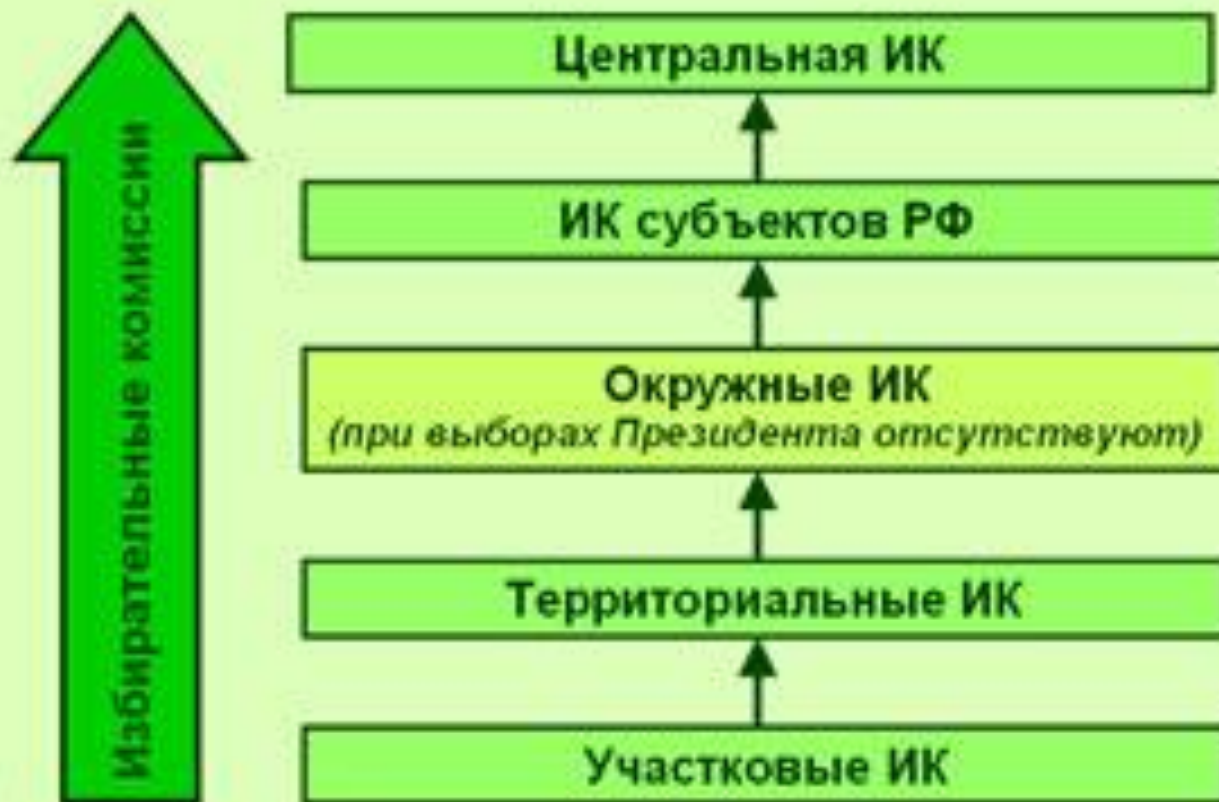 Избирательные комиссии
Центральная ИК
ИК субъектов РФ
Окружные ИК
(при выборах Президента отсутствуют)
Территориальные ИК
Участковые ИК